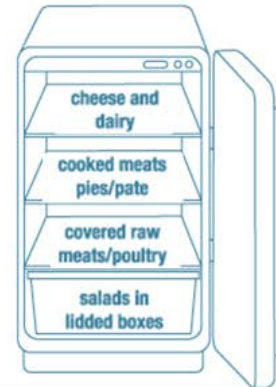 cheese and
dairy
cooked meats
pies/pate
covered raw
meats/poultry
salads in
lidded boxes